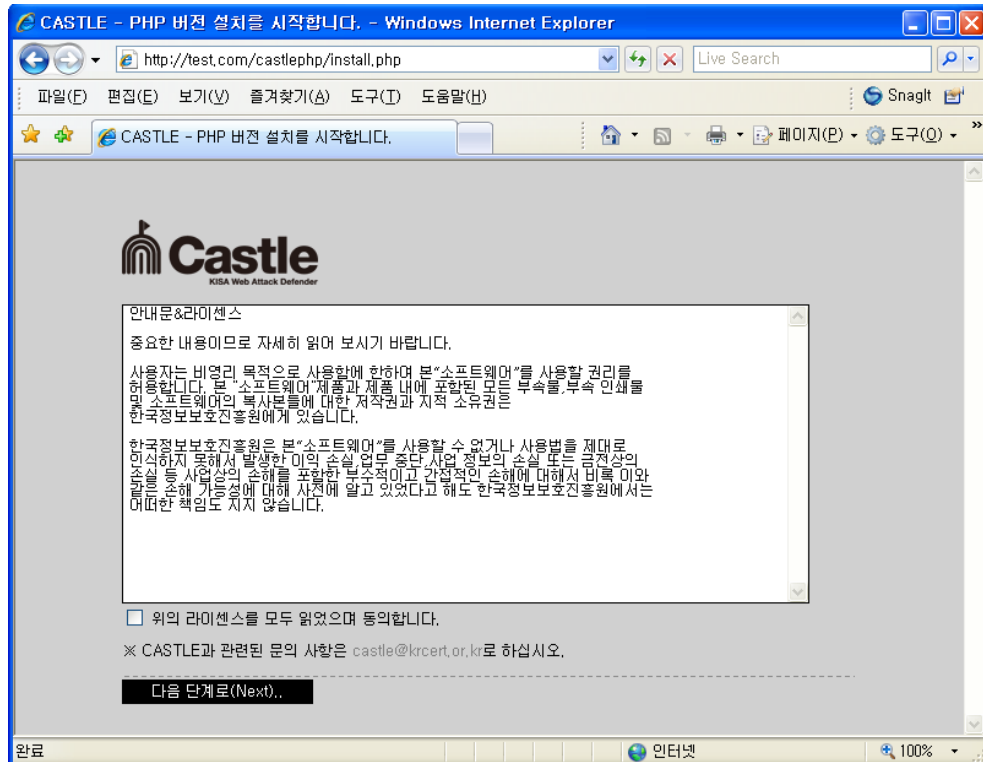 CASTLE - PHP 버전 설치를 시작합니다. - Windows Internet Explorer
http://test.com/castlephp/install.php
Live Search
파일(F) 편집(E) 보기(V) 즐겨찾기(A) 도구(T) 도움말(H)
SnagIt
CASTLE - PHP 버전 설치를 시작합니다.
페이지(P) 도구(O) »
Castle
KISA Web Attack Defender
안내문&라이센스
중요한 내용이므로 자세히 읽어 보시기 바랍니다.
사용자는 비영리 목적으로 사용함에 한하여 본"소프트웨어"를 사용할 권리를
허용합니다. 본 "소프트웨어"제품과 제품 내에 포함된 모든 부속물,부속 인쇄물
및 소프트웨어의 복사본들에 대한 저작권과 지적 소유권은
한국정보보호진흥원에게 있습니다.
한국정보보호진흥원은 본"소프트웨어"를 사용할 수 없거나 사용법을 제대로
인식하지 못해서 발생한 이익 손실,업무 중단,사업 정보의 손실 또는 금전상의
손실 등 사업상의 손해를 포함한 부수적이고 간접적인 손해에 대해서 비록 이와
같은 손해 가능성에 대해 사전에 알고 있었다고 해도 한국정보보호진흥원에서는
어떠한 책임도 지지 않습니다.
위의 라이센스를 모두 읽었으며 동의합니다.
※ CASTLE과 관련된 문의 사항은 castle@krcert.or.kr로 하십시오.
다음 단계로(Next)..
완료
인터넷
100%